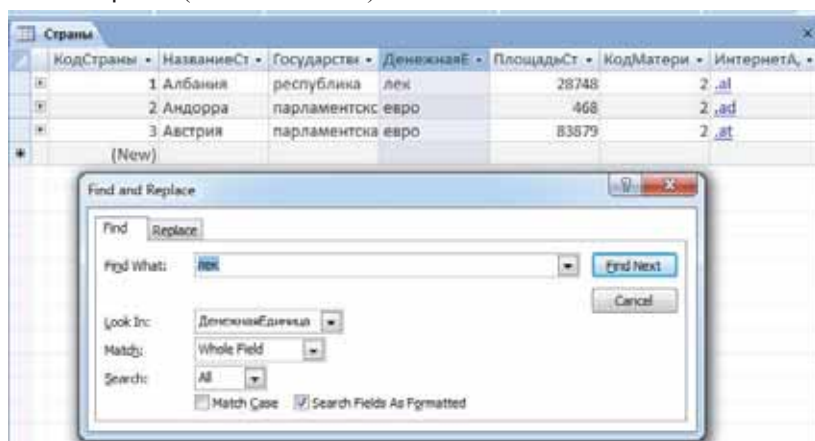 Страны
КодСтраны НазваниеСт Государстве ДенежнаяЕ ПлощадьСт КодМатери ИнтернетА,
1 Албания республика лек 28748 2 .al
2 Андорра парламентскс евро 468 2 .ad
3 Австрия парламентска евро 83879 2 .at
(New)
Find and Replace
Find Replace
Find What: лек Find Next
Cancel
Look In: ДенежнаяЕдиница
Match: Whole Field
Search: All
Match Case Search Fields As Formatted